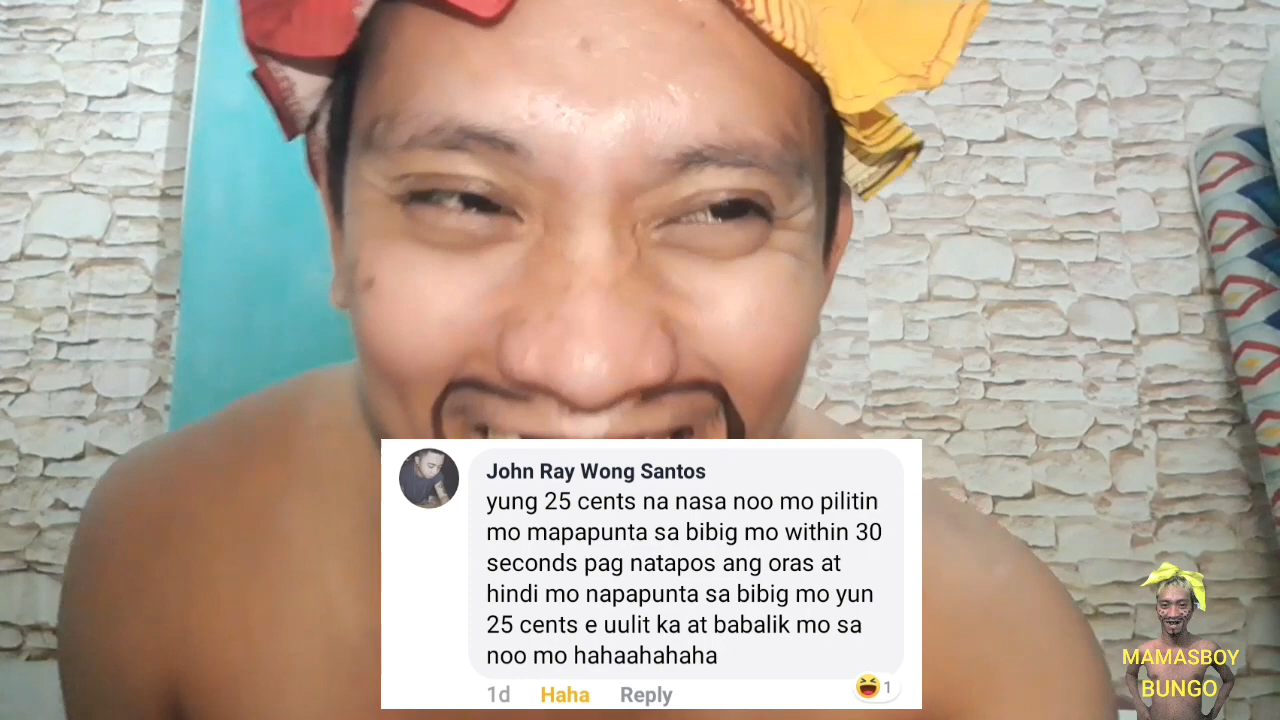 John Ray Wong Santos
yung 25 cents na nasa noo mo pilitin
mo mapapunta sa bibig mo within 30
seconds pag natapos ang oras at
hindi mo napapunta sa bibig mo yun
25 cents e uulit ka at babalik mo sa
noo mo hahaahahaha
1d Haha Reply
1
MAMASBOY
BUNGO